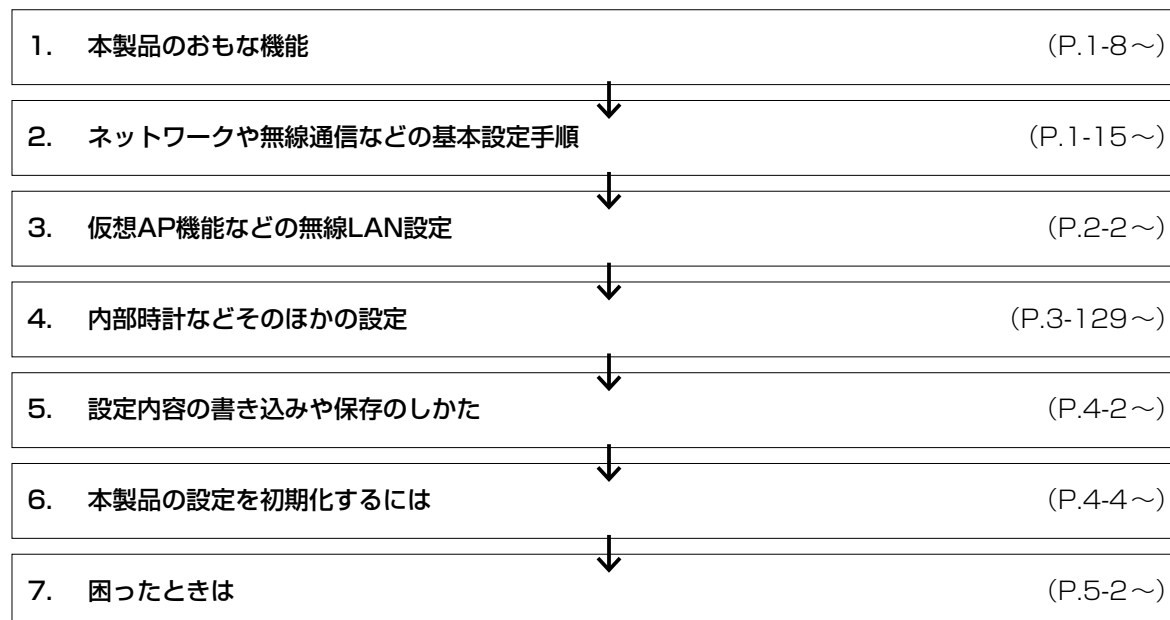 1. 本製品のおもな機能 (P.1-8～)
2. ネットワークや無線通信などの基本設定手順 (P.1-15～)
3. 仮想AP機能などの無線LAN設定 (P.2-2～)
4. 内部時計などそのほかの設定 (P.3-129～)
5. 設定内容の書き込みや保存のしかた (P.4-2～)
6. 本製品の設定を初期化するには (P.4-4～)
7. 困ったときは (P.5-2～)